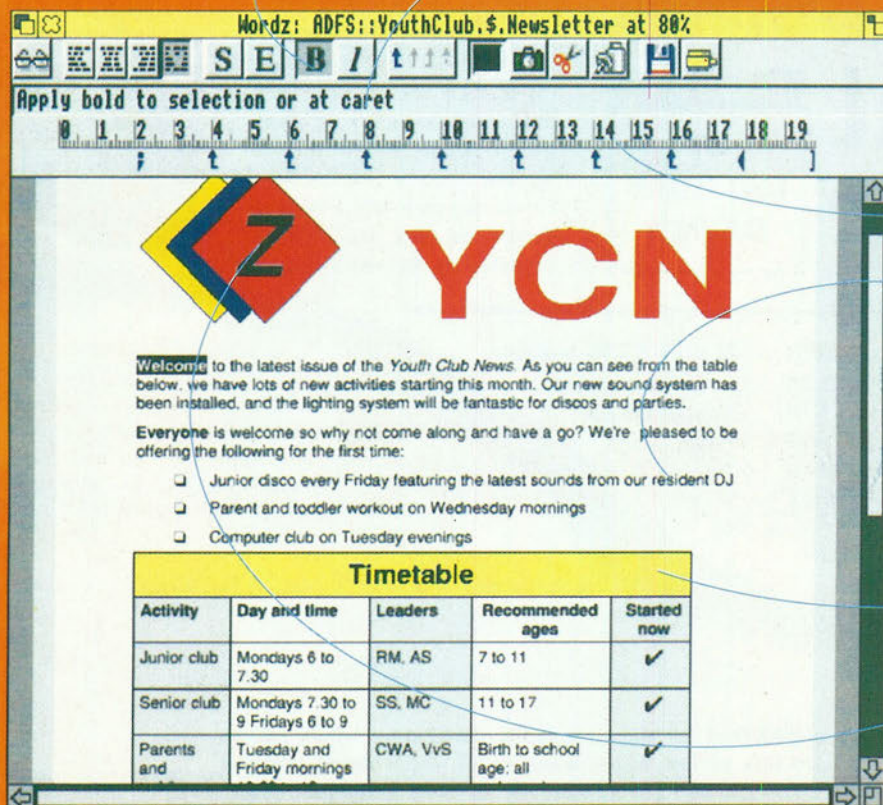 Wordz: ADFS::YouthClub.$.Newsletter at 80%
S E B I
Apply bold to selection or at caret
0 1 2 3 4 5 6 7 8 9 10 11 12 13 14 15 16 17 18 19
Z YCN
Welcome to the latest issue of the Youth Club News. As you can see from the table
below, we have lots of new activities starting this month. Our new sound system has
been installed, and the lighting system will be fantastic for discos and parties.
Everyone is welcome so why not come along and have a go? We're pleased to be
offering the following for the first time:
❑ Junior disco every Friday featuring the latest sounds from our resident DJ
❑ Parent and toddler workout on Wednesday mornings
❑ Computer club on Tuesday evenings
Timetable
Activity Day and time Leaders Recommended Started
ages now
Junior club Mondays 6 to RM, AS 7 to 11 ✔
7.30
Senior club Mondays 7.30 to SS, MC 11 to 17 ✔
9 Fridays 6 to 9
Parents Tuesday and CWA, VvS Birth to school ✔
and Friday mornings age: all